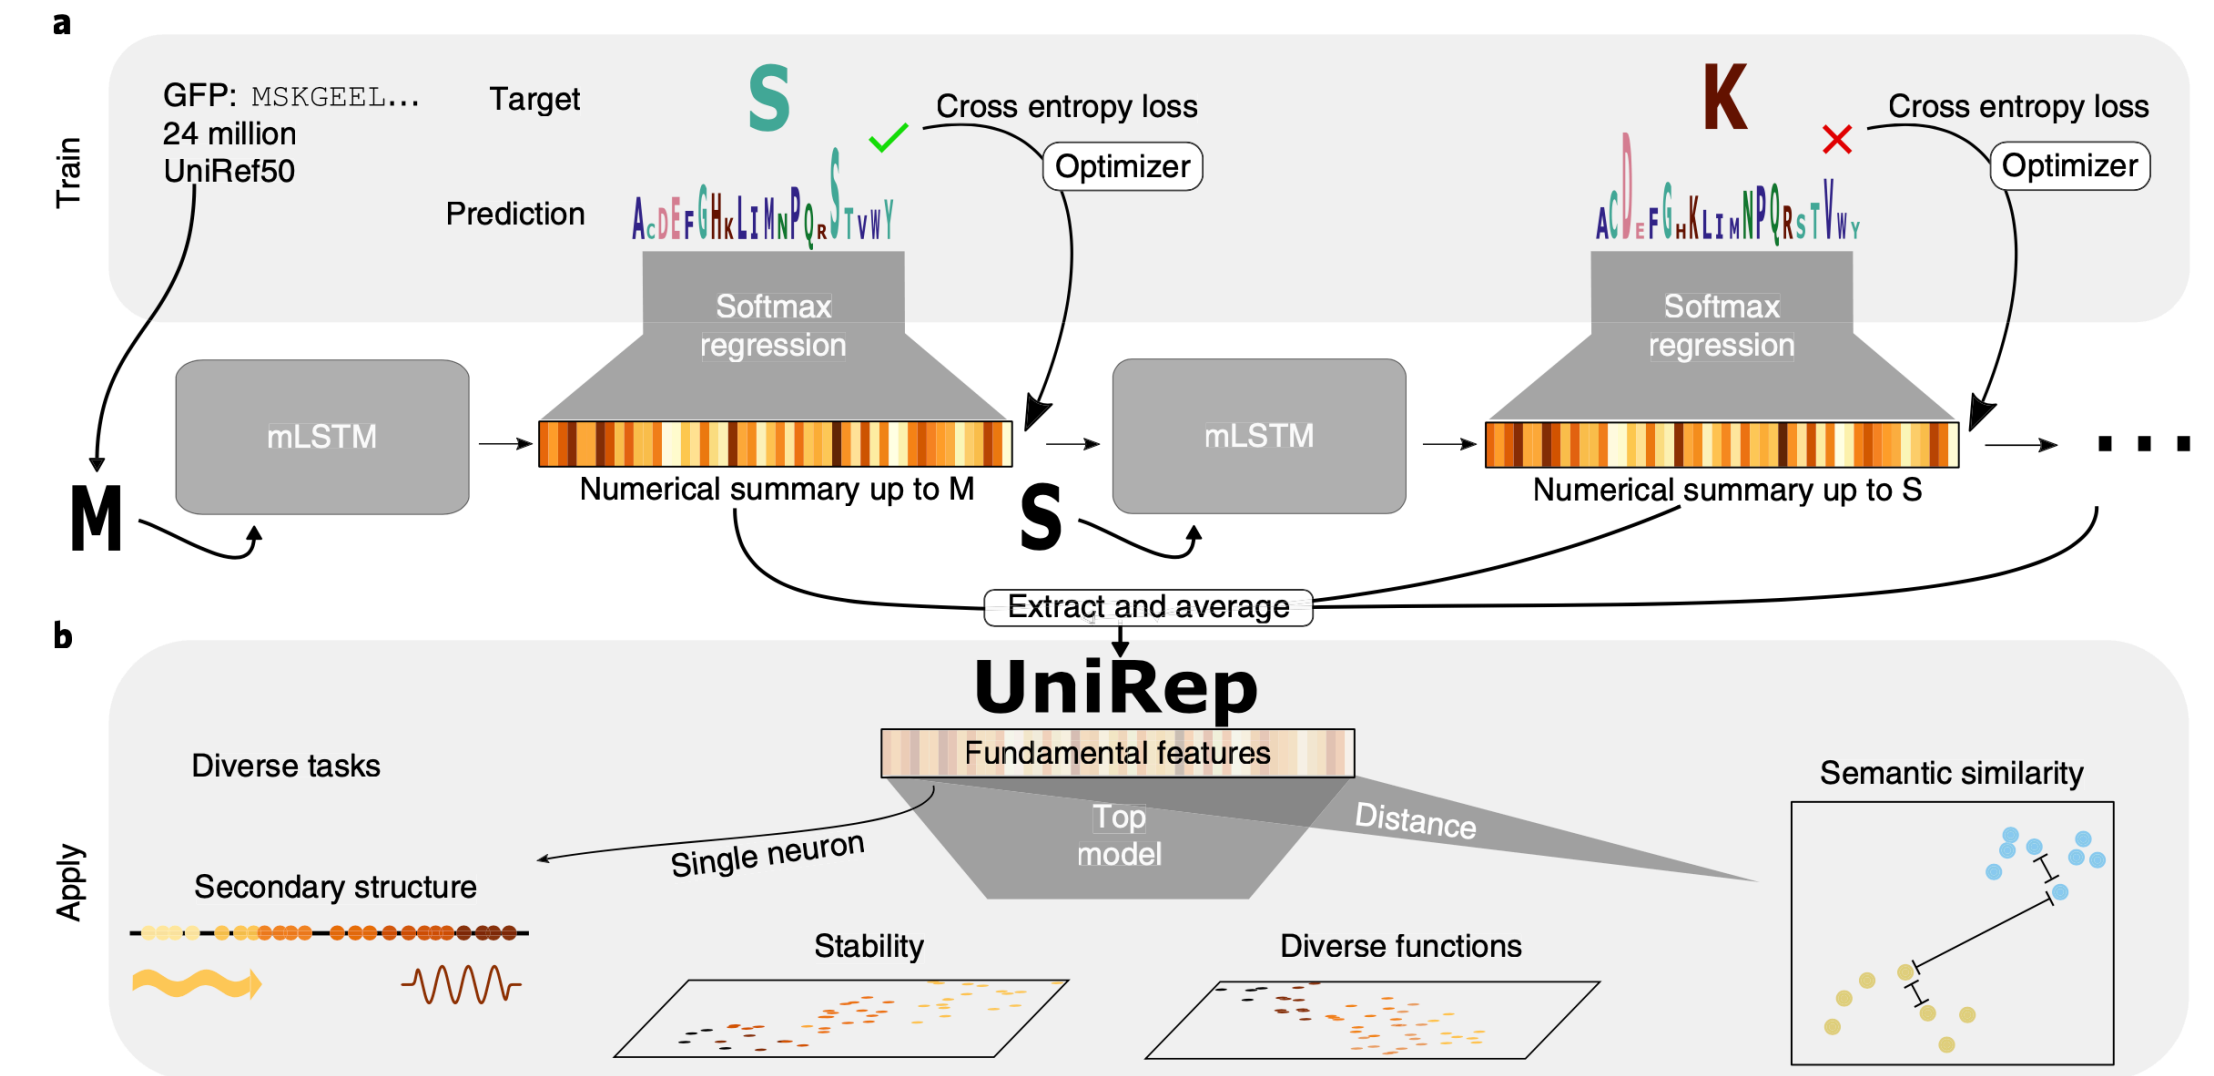 a
Train
GFP: MSKGEEL...
24 million
UniRef50
Target
S
Cross entropy loss
Optimizer
Prediction
ACDEFGHKLIMNPQRSTVWY
Softmax
regression
K
Cross entropy loss
Optimizer
ACDEFGHKLIMNPQRSTVWY
Softmax
regression
M
mLSTM
Numerical summary up to M
S
mLSTM
Numerical summary up to S
...
Extract and average
b
Apply
UniRep
Fundamental features
Top
model
Single neuron
Distance
Diverse tasks
Secondary structure
Stability
Diverse functions
Semantic similarity